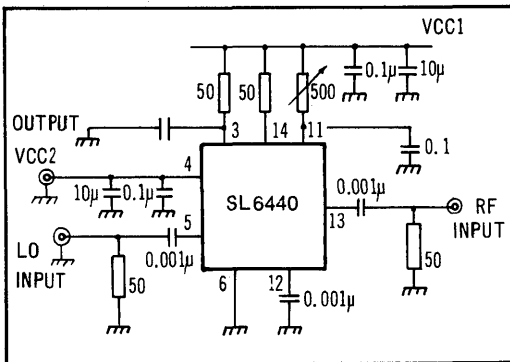 VCC1
50
50
500
0.1µ
10µ
OUTPUT
3
14
11
0.1
VCC2
4
10µ
0.1µ
SL6440
0.001µ
13
RF
INPUT
LO
INPUT
5
0.001µ
50
6
12
0.001µ
50